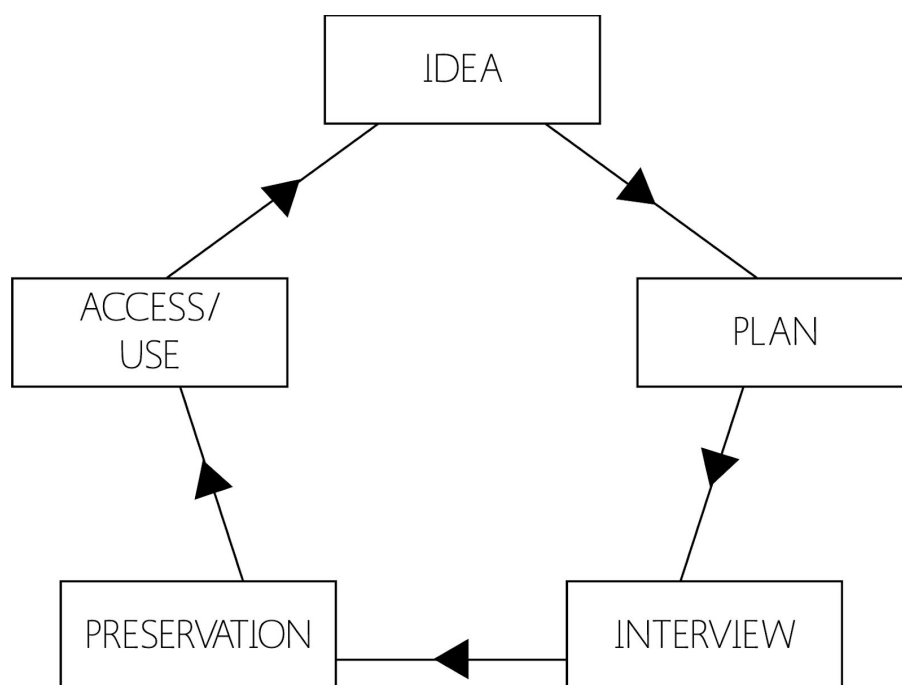 IDEA
PLAN
INTERVIEW
PRESERVATION
ACCESS/
USE